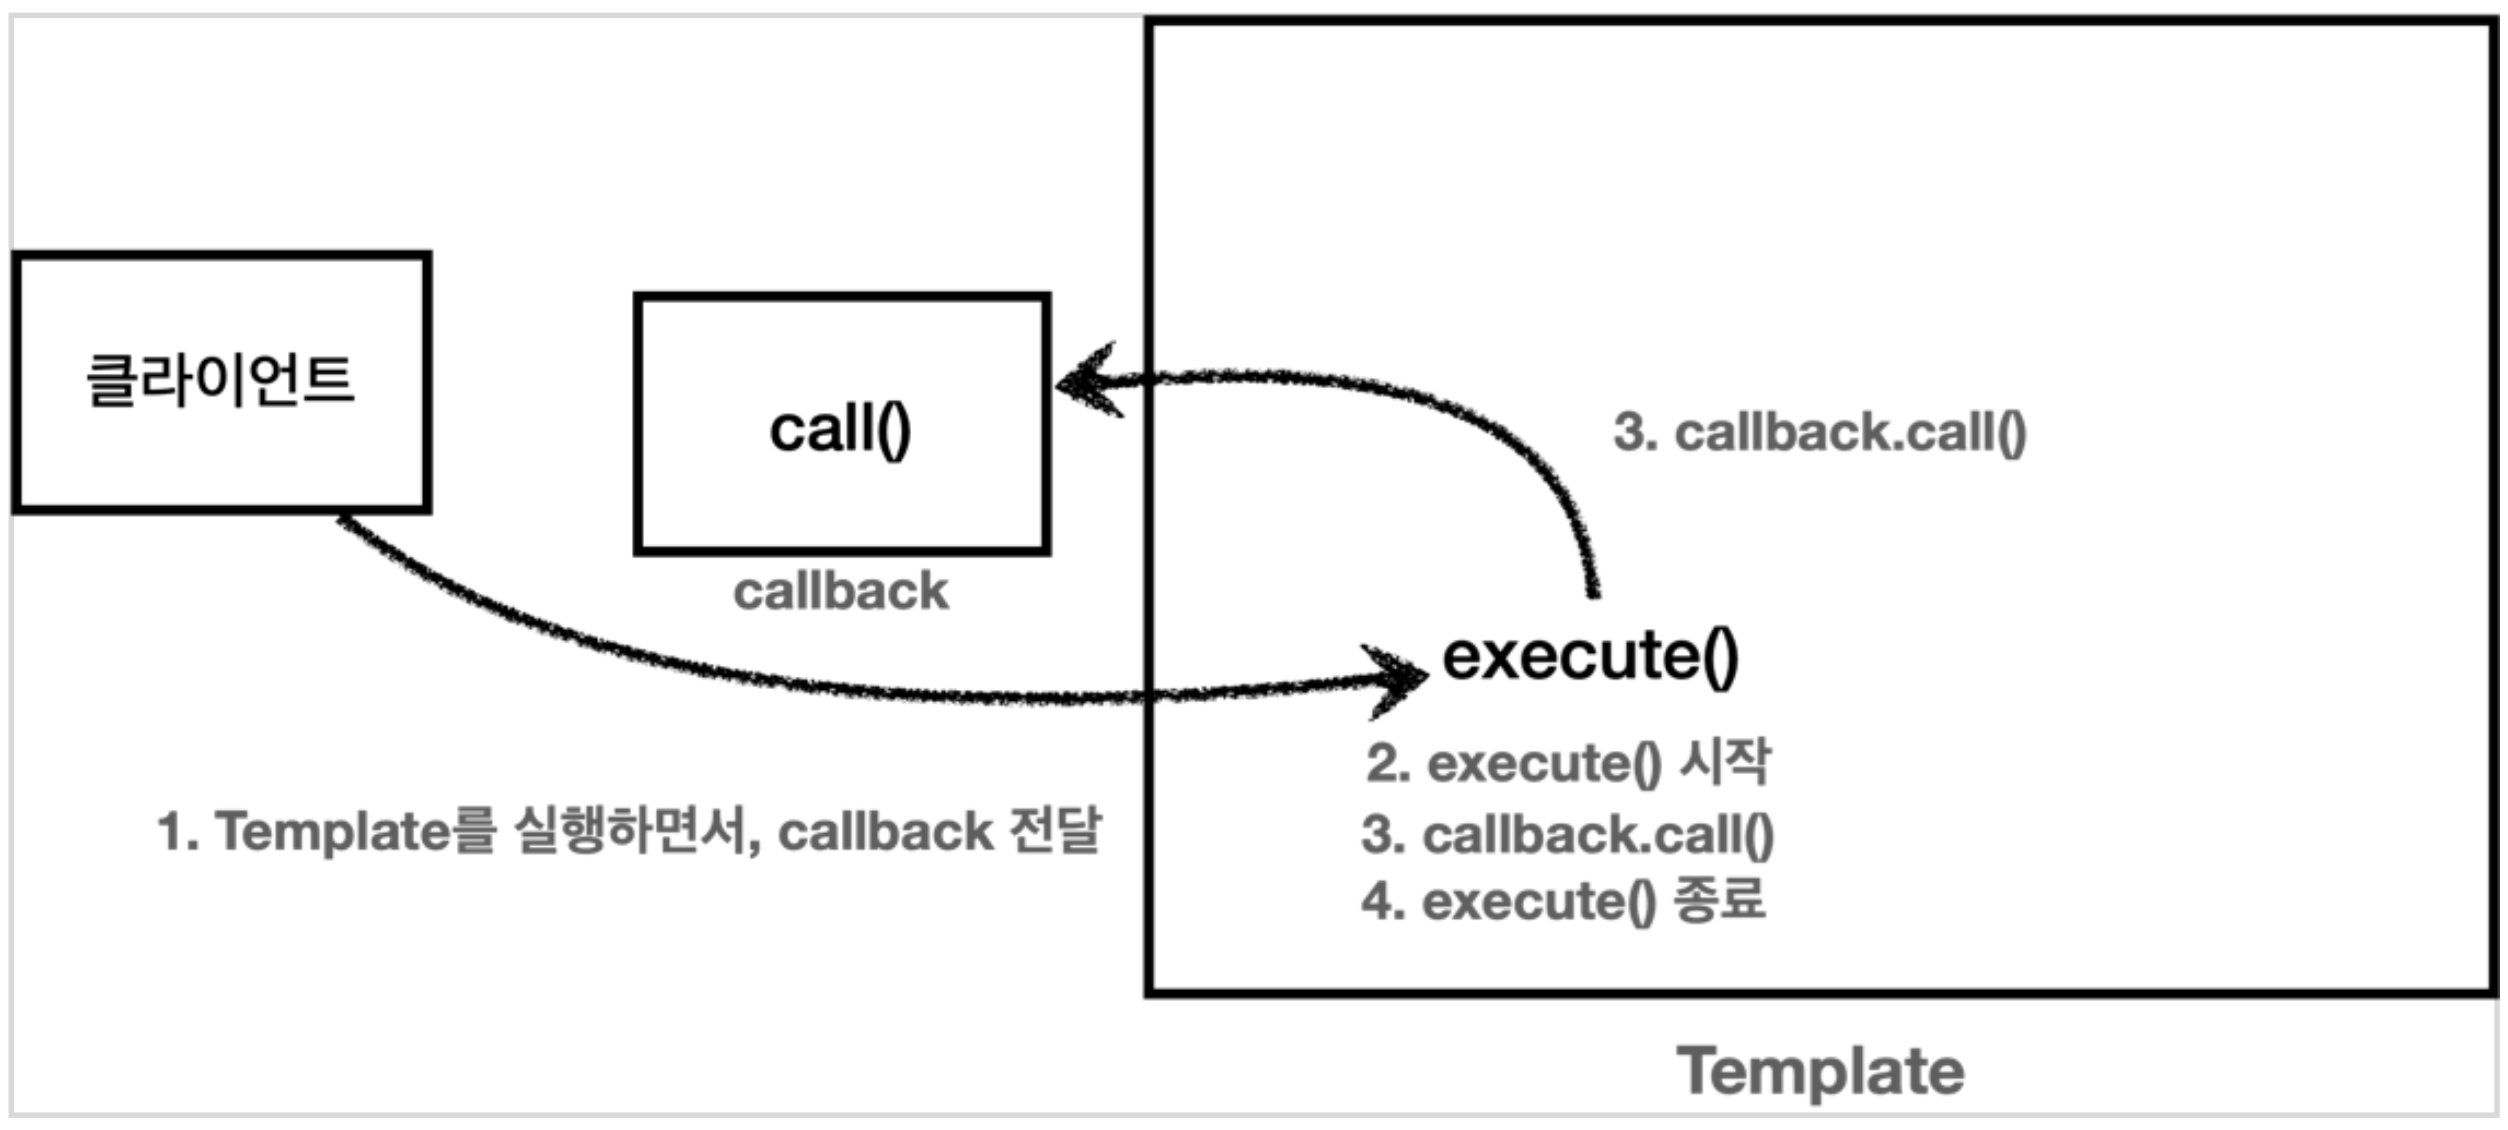 클라이언트
call()
callback
3. callback.call()
execute()
1. Template를 실행하면서, callback 전달
2. execute() 시작
3. callback.call()
4. execute() 종료
Template